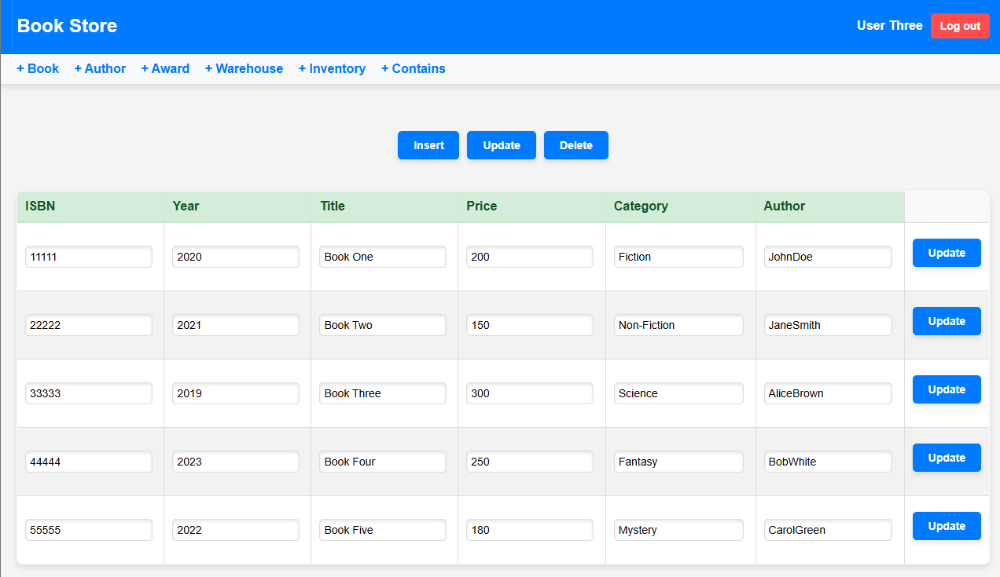 Book Store User Three Log out
+ Book + Author + Award + Warehouse + Inventory + Contains
Insert Update Delete
ISBN Year Title Price Category Author
11111 2020 Book One 200 Fiction JohnDoe Update
22222 2021 Book Two 150 Non-Fiction JaneSmith Update
33333 2019 Book Three 300 Science AliceBrown Update
44444 2023 Book Four 250 Fantasy BobWhite Update
55555 2022 Book Five 180 Mystery CarolGreen Update